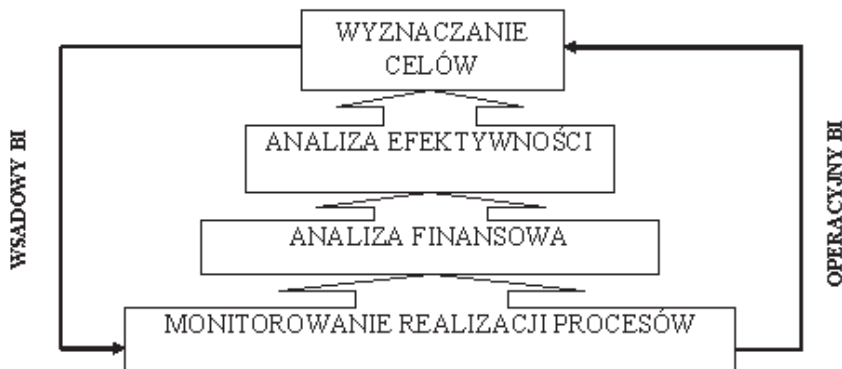 WYZNACZANIE
CELÓW
ANALIZA EFEKTYWNOŚCI
ANALIZA FINANSOWA
MONITOROWANIE REALIZACJI PROCESÓW
WSADOWY BI
OPERACYJNY BI